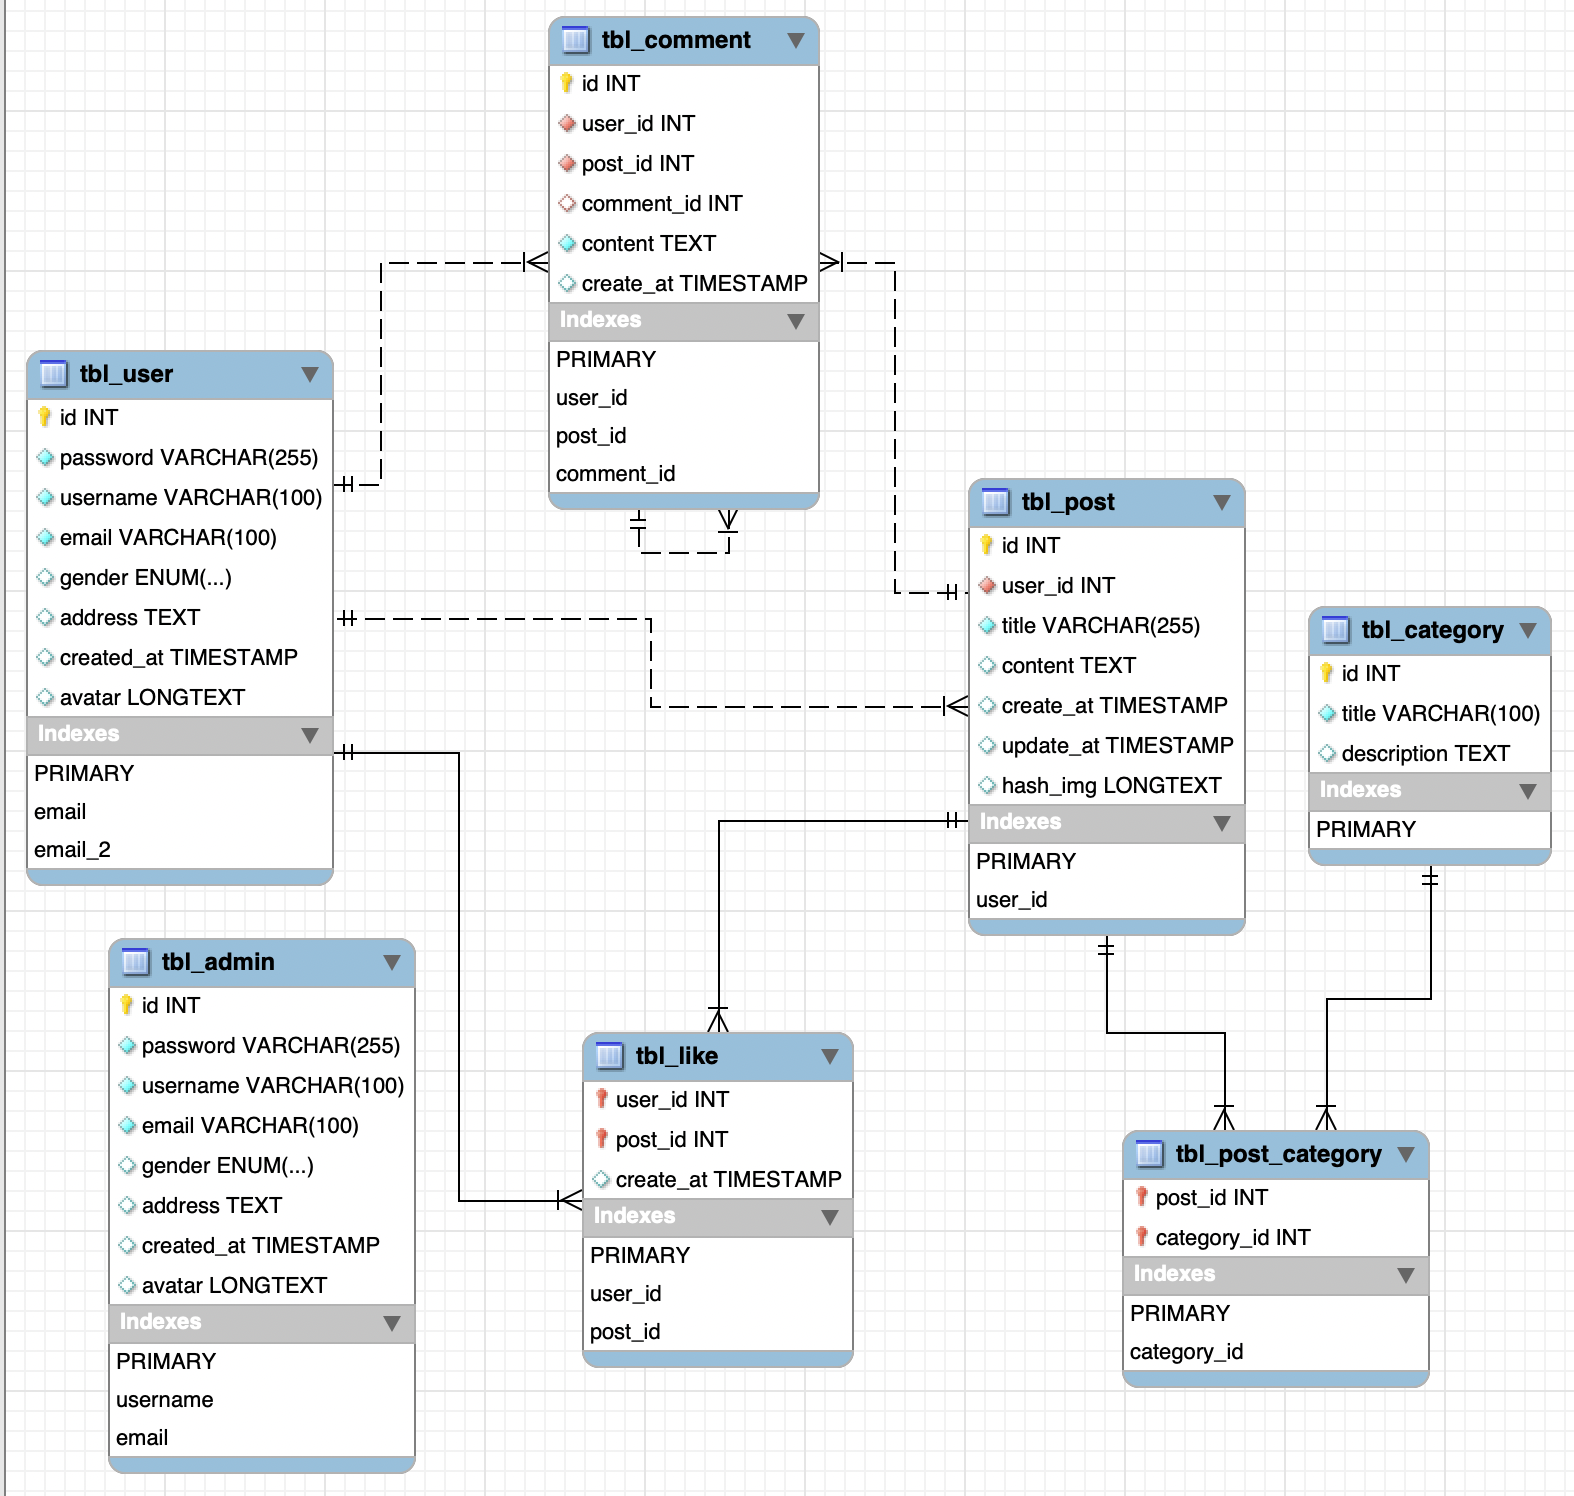 tbl_comment
id INT
user_id INT
post_id INT
comment_id INT
content TEXT
create_at TIMESTAMP
Indexes
PRIMARY
user_id
post_id
comment_id
tbl_user
id INT
password VARCHAR(255)
username VARCHAR(100)
email VARCHAR(100)
gender ENUM(...)
address TEXT
created_at TIMESTAMP
avatar LONGTEXT
Indexes
PRIMARY
email
email_2
tbl_post
id INT
user_id INT
title VARCHAR(255)
content TEXT
create_at TIMESTAMP
update_at TIMESTAMP
hash_img LONGTEXT
Indexes
PRIMARY
user_id
tbl_category
id INT
title VARCHAR(100)
description TEXT
Indexes
PRIMARY
tbl_admin
id INT
password VARCHAR(255)
username VARCHAR(100)
email VARCHAR(100)
gender ENUM(...)
address TEXT
created_at TIMESTAMP
avatar LONGTEXT
Indexes
PRIMARY
username
email
tbl_like
user_id INT
post_id INT
create_at TIMESTAMP
Indexes
PRIMARY
user_id
post_id
tbl_post_category
post_id INT
category_id INT
Indexes
PRIMARY
category_id